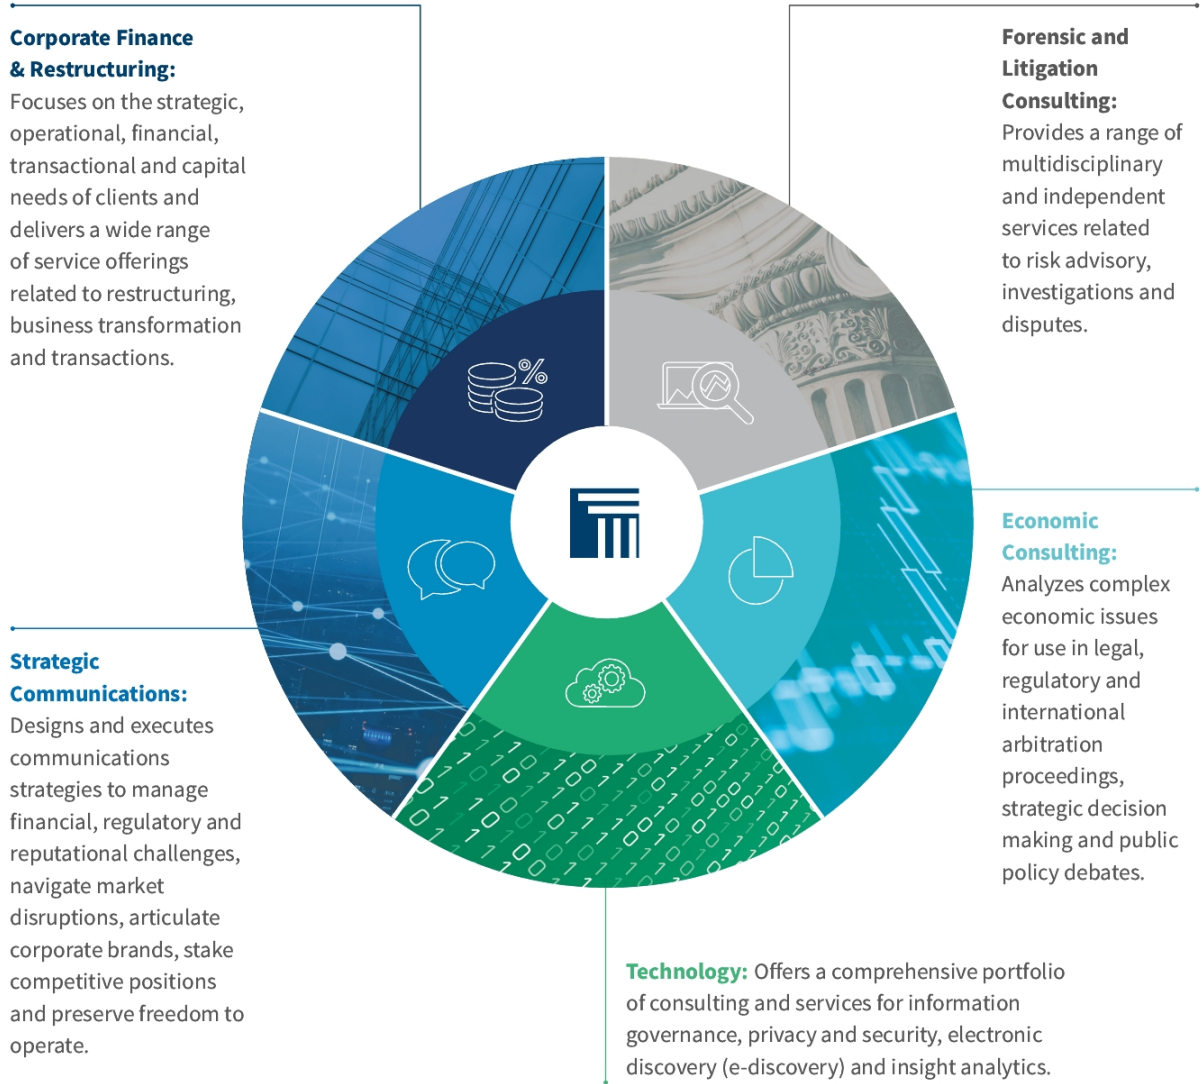 Corporate Finance
& Restructuring:
Focuses on the strategic,
operational, financial,
transactional and capital
needs of clients and
delivers a wide range
of service offerings
related to restructuring,
business transformation
and transactions.
Forensic and
Litigation
Consulting:
Provides a range of
multidisciplinary
and independent
services related
to risk advisory,
investigations and
disputes.
%
Economic
Consulting:
Analyzes complex
economic issues
for use in legal,
regulatory and
international
arbitration
proceedings,
strategic decision
making and public
policy debates.
Strategic
Communications:
Designs and executes
communications
strategies to manage
financial, regulatory and
reputational challenges,
navigate market
disruptions, articulate
corporate brands, stake
competitive positions
and preserve freedom to
operate.
Technology: Offers a comprehensive portfolio
of consulting and services for information
governance, privacy and security, electronic
discovery (e-discovery) and insight analytics.